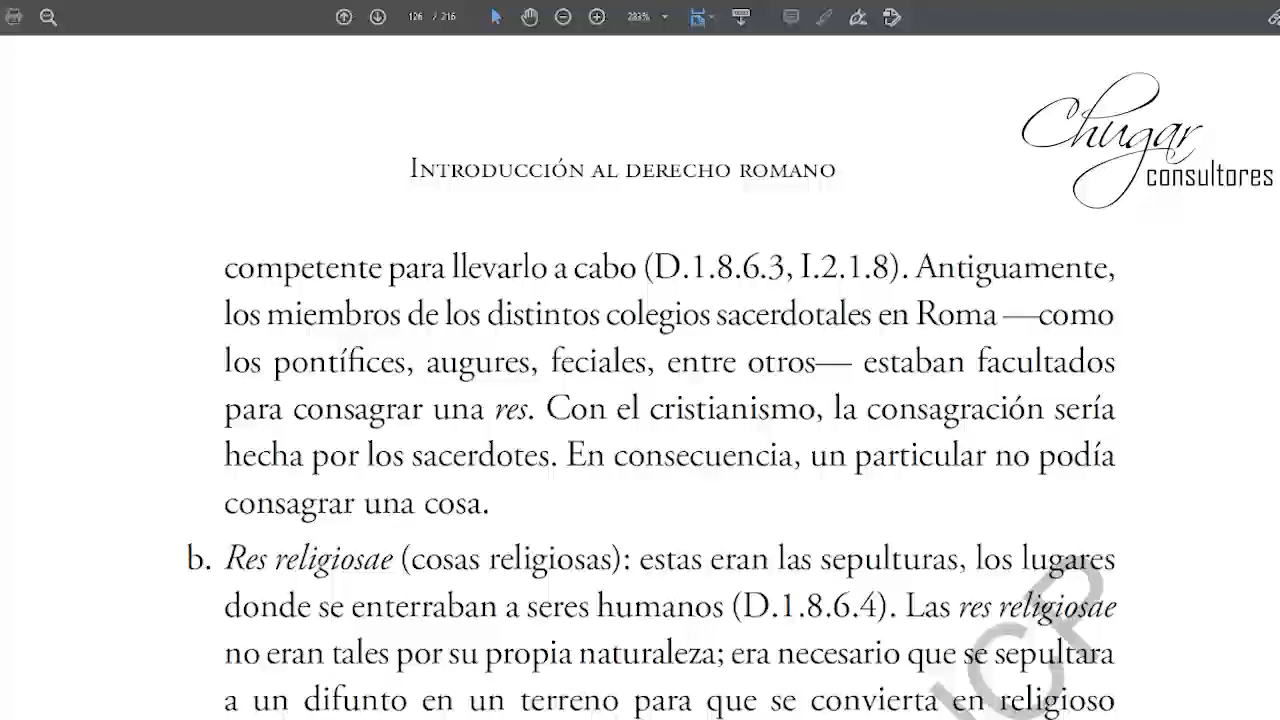 126 / 216
283%
Chugar
consultores
Introducción al derecho romano
competente para llevarlo a cabo (D.1.8.6.3, I.2.1.8). Antiguamente,
los miembros de los distintos colegios sacerdotales en Roma —como
los pontífices, augures, feciales, entre otros— estaban facultados
para consagrar una res. Con el cristianismo, la consagración sería
hecha por los sacerdotes. En consecuencia, un particular no podía
consagrar una cosa.
b. Res religiosae (cosas religiosas): estas eran las sepulturas, los lugares
donde se enterraban a seres humanos (D.1.8.6.4). Las res religiosae
no eran tales por su propia naturaleza; era necesario que se sepultara
a un difunto en un terreno para que se convierta en religioso